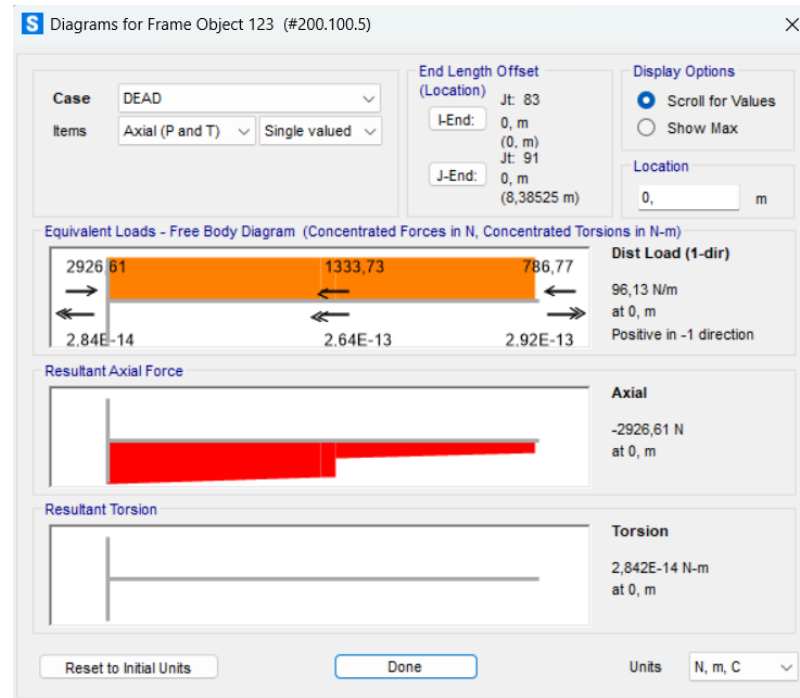 S Diagrams for Frame Object 123 (#200.100.5)
Case DEAD
Items Axial (P and T) Single valued
End Length Offset
(Location)
Jt: 83
I-End: 0, m
(0, m)
Jt: 91
J-End: 0, m
(8,38525 m)
Display Options
Scroll for Values
Show Max
Location
0, m
Equivalent Loads - Free Body Diagram (Concentrated Forces in N, Concentrated Torsions in N-m)
2926,61 1333,73 786,77
2.84E-14 2.64E-13 2.92E-13
Dist Load (1-dir)
96,13 N/m
at 0, m
Positive in -1 direction
Resultant Axial Force
Axial
-2926,61 N
at 0, m
Resultant Torsion
Torsion
2,842E-14 N-m
at 0, m
Reset to Initial Units Done Units N, m, C